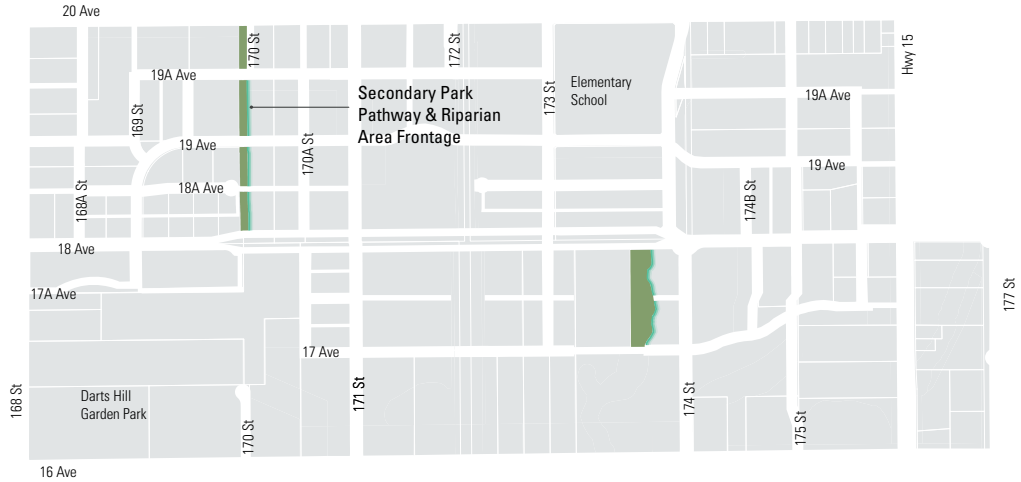 20 Ave
170 St
172 St
Hwy 15
19A Ave
Elementary
School
173 St
Secondary Park
Pathway & Riparian
Area Frontage
19A Ave
169 St
19 Ave
170A St
19 Ave
18A Ave
168A St
174B St
18 Ave
17A Ave
177 St
17 Ave
168 St
Darts Hill
Garden Park
171 St
174 St
175 St
170 St
16 Ave